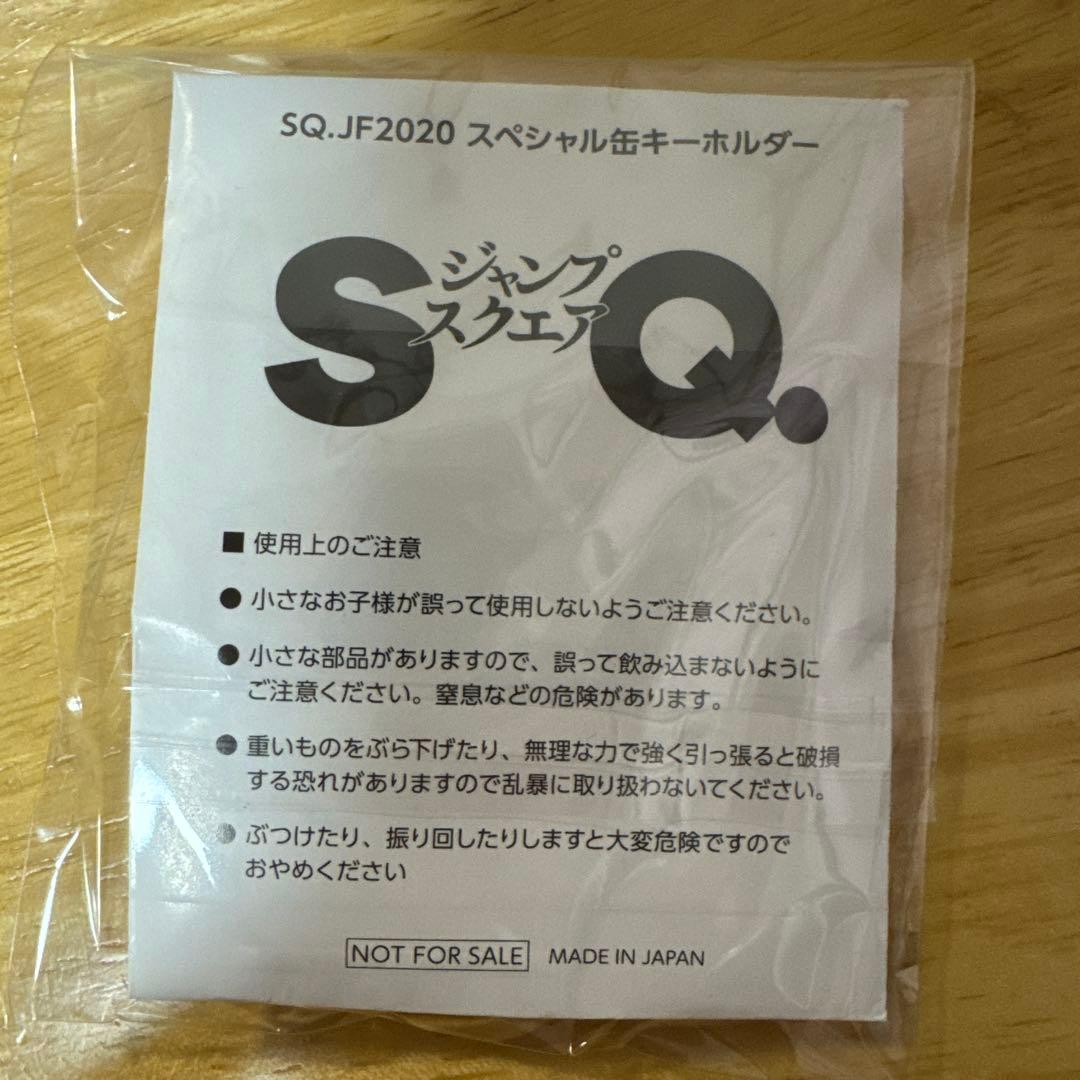 SQ.JF2020 スペシャル缶キーホルダー
SQ.
ジャンプ
スクエア
■ 使用上のご注意
● 小さなお子様が誤って使用しないようご注意ください。
● 小さな部品がありますので、誤って飲み込まないように
ご注意ください。窒息などの危険があります。
● 重いものをぶら下げたり、無理な力で強く引っ張ると破損
する恐れがありますので乱暴に取り扱わないてください。
● ぶつけたり、振り回したりしますと大変危険ですので
おやめください
NOT FOR SALE MADE IN JAPAN